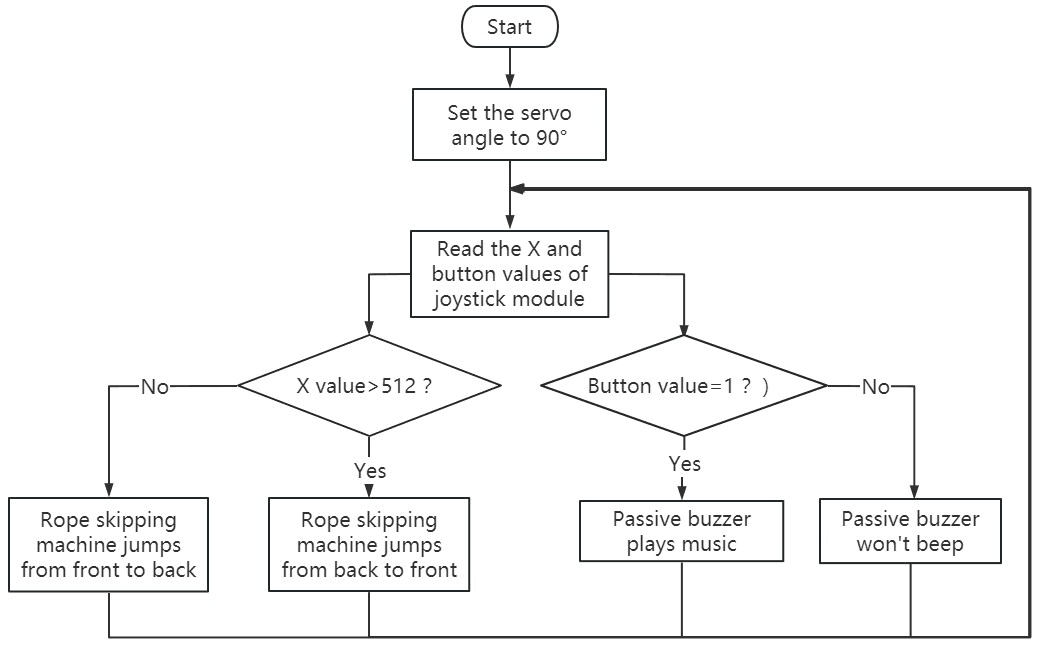 Start
Set the servo
angle to 90°
Read the X and
button values of
joystick module
X value>512 ?
Button value=1 ? )
No
Yes
Yes
No
Rope skipping
machine jumps
from front to back
Rope skipping
machine jumps
from back to front
Passive buzzer
plays music
Passive buzzer
won't beep